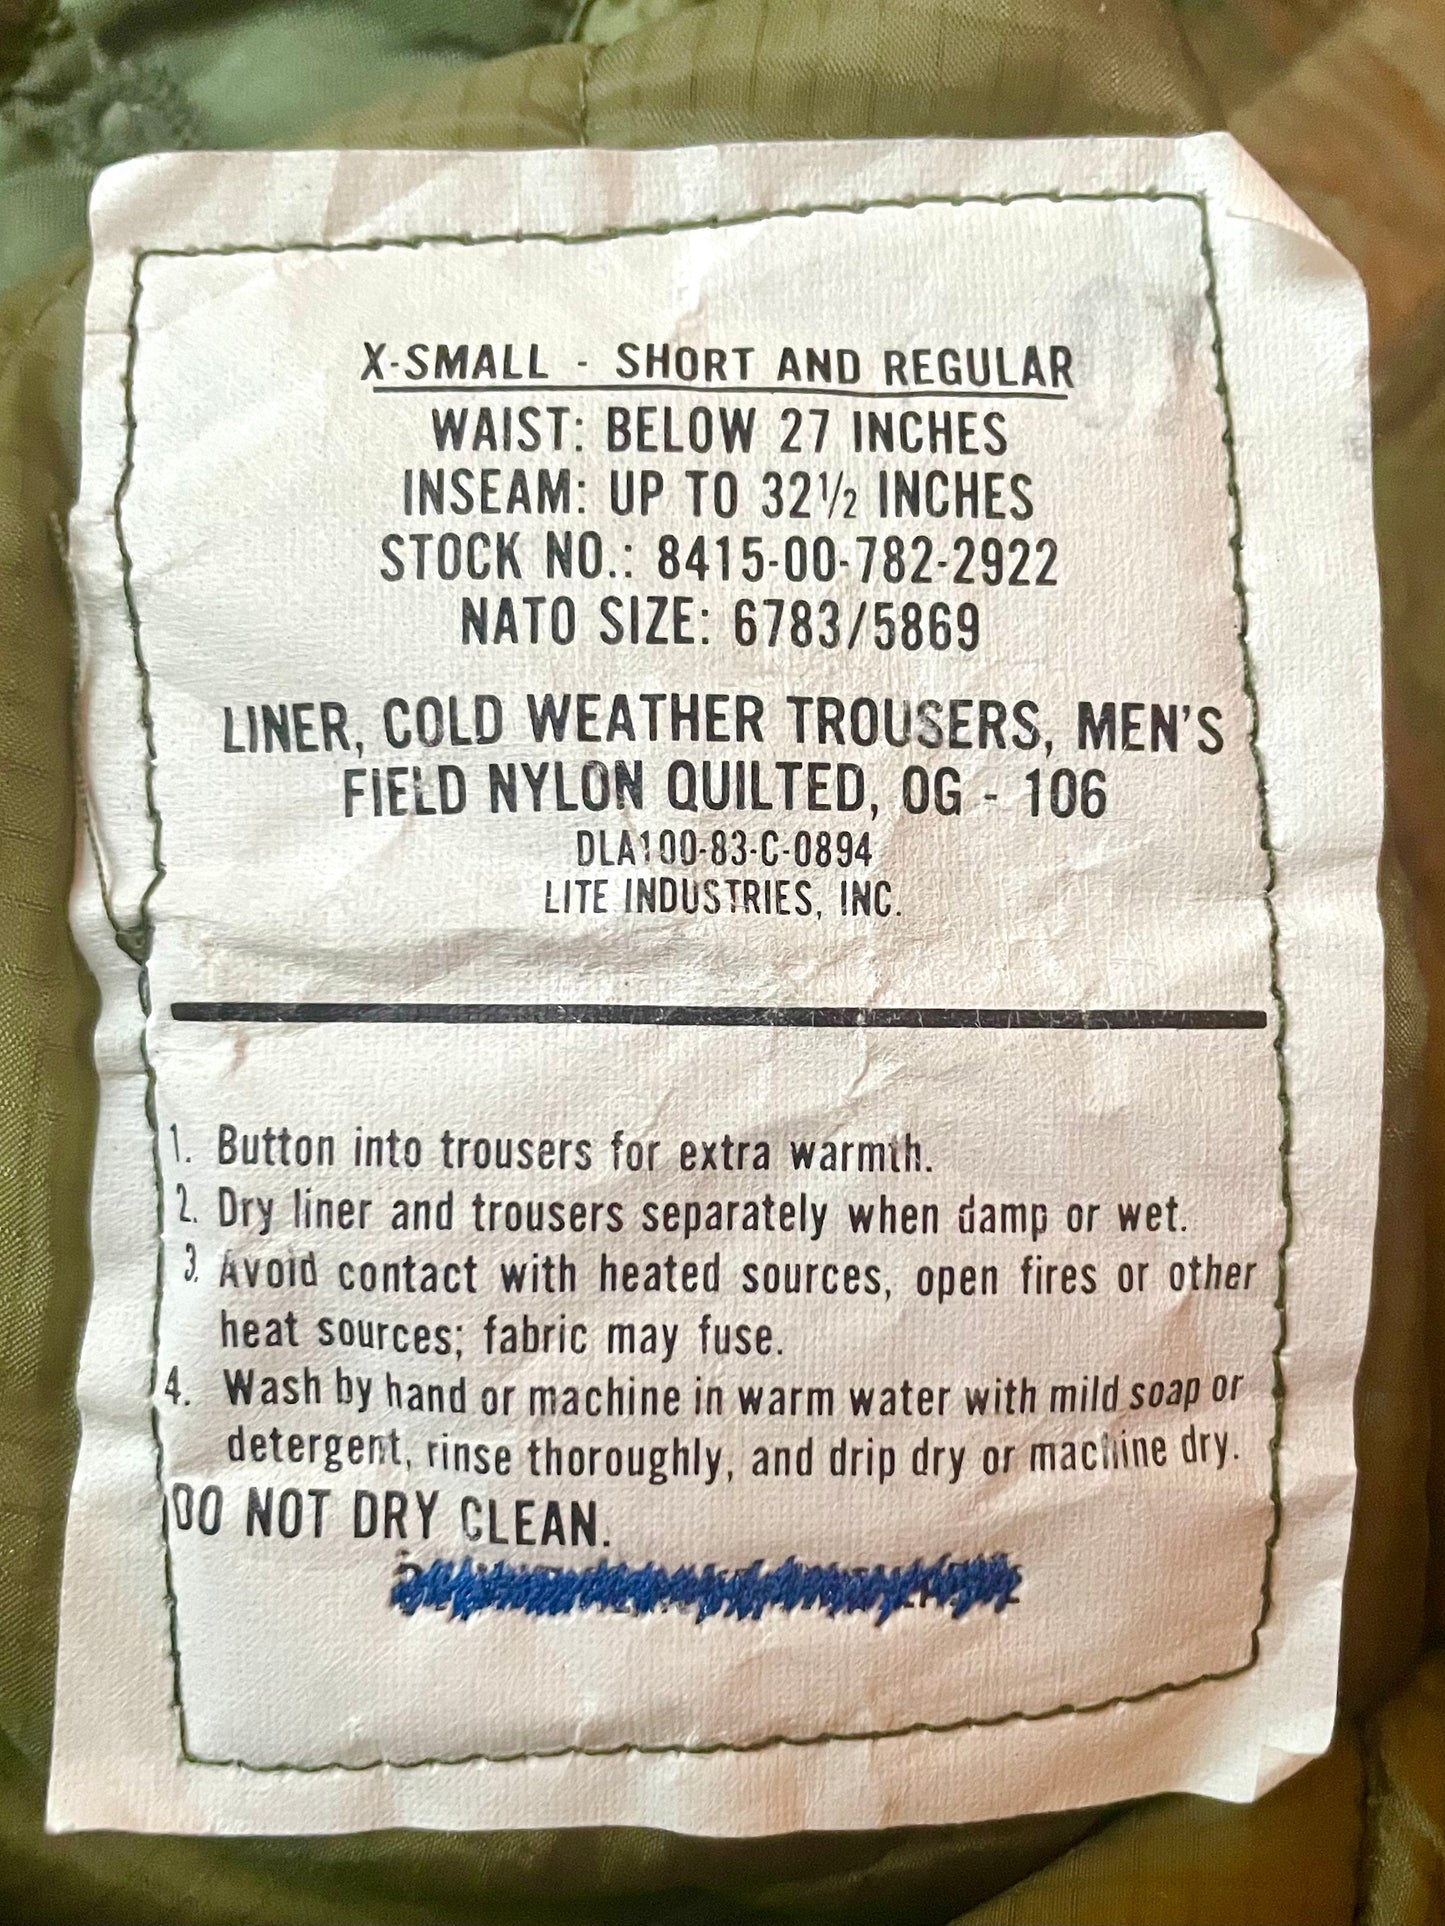 X-SMALL - SHORT AND REGULAR
WAIST: BELOW 27 INCHES
INSEAM: UP TO 32½ INCHES
STOCK NO.: 8415-00-782-2922
NATO SIZE: 6783/5869
LINER, COLD WEATHER TROUSERS, MEN'S
FIELD NYLON QUILTED, OG - 106
DLA100-83-C-0894
LITE INDUSTRIES, INC.
1. Button into trousers for extra warmth.
2. Dry liner and trousers separately when damp or wet.
3. Avoid contact with heated sources, open fires or other
heat sources; fabric may fuse.
4. Wash by hand or machine in warm water with mild soap or
detergent, rinse thoroughly, and drip dry or machine dry.
DO NOT DRY CLEAN.